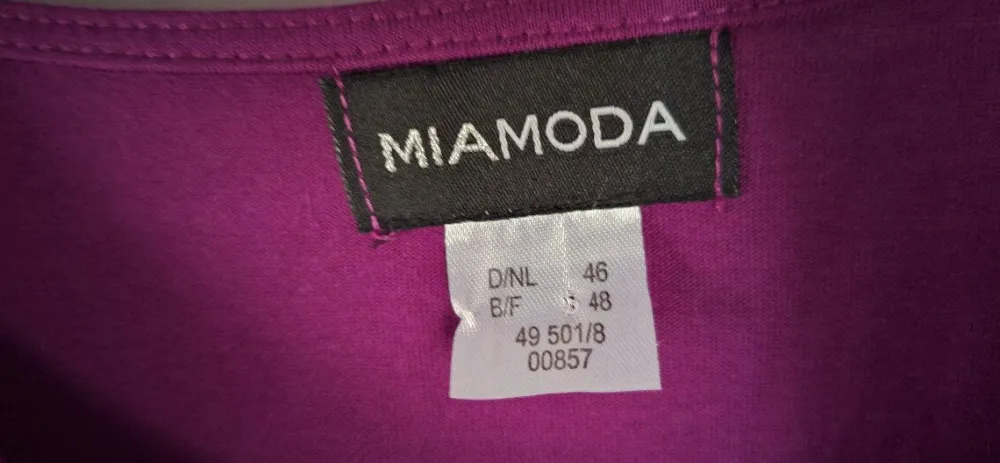 MIAMODA
D/NL 46
B/F 48
49 501/8
00857